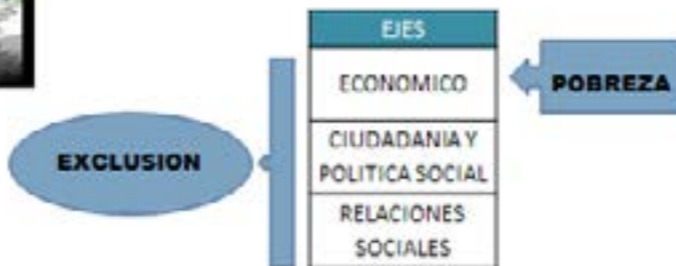 EJES
ECONOMICO
POBREZA
CIUDADANIA Y
POLITICA SOCIAL
EXCLUSION
RELACIONES
SOCIALES